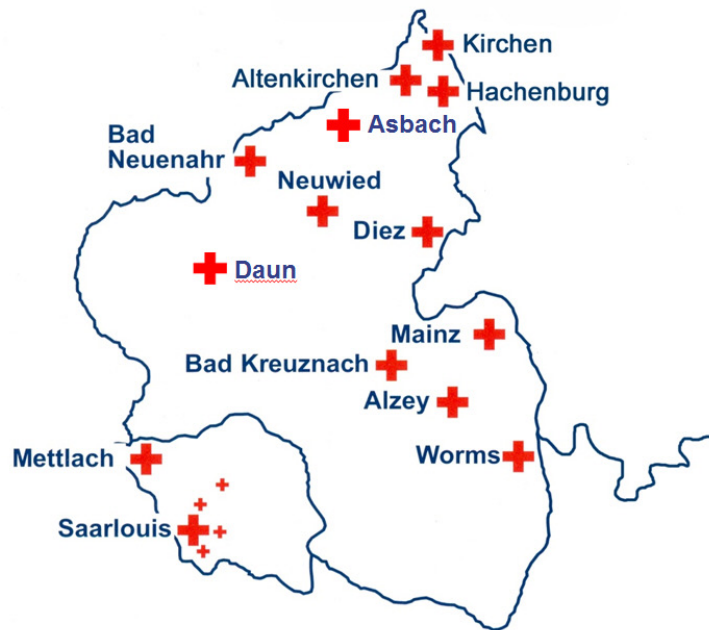 Kirchen
Altenkirchen
Hachenburg
Asbach
Bad
Neuenahr
Neuwied
Diez
Daun
Mainz
Bad Kreuznach
Alzey
Mettlach
Worms
Saarlouis